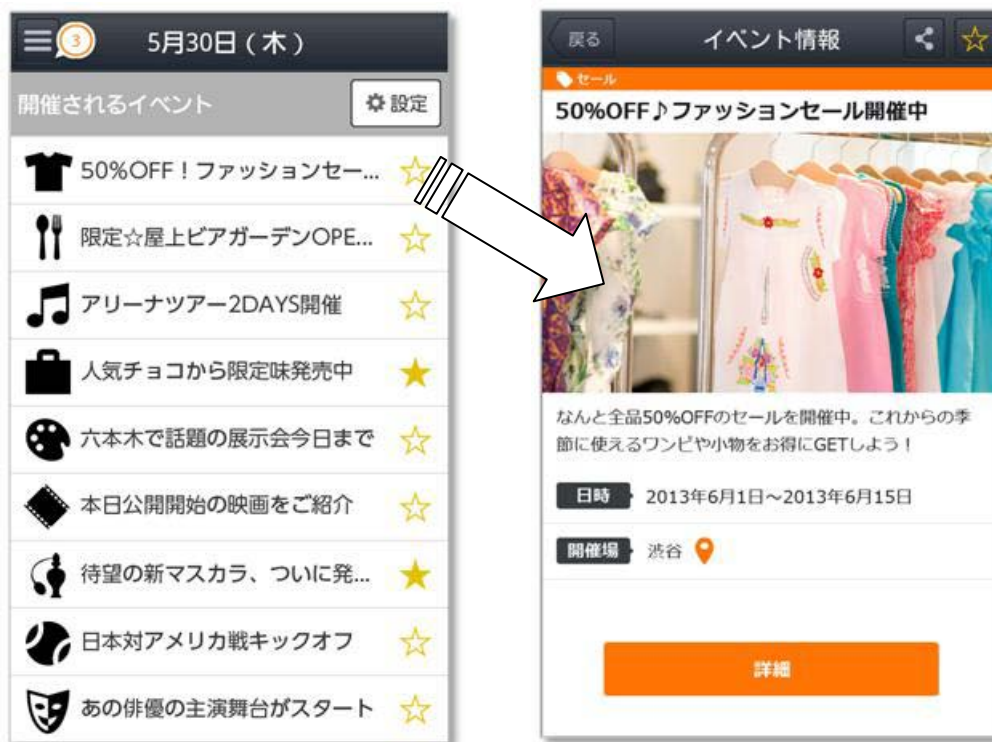 3
5月30日(木)
開催されるイベント
設定
50%OFF!ファッションセー...
限定☆屋上ビアガーデンOPE...
アリーナツアー2DAYS開催
人気チョコから限定味発売中
六本木で話題の展示会今日まで
本日公開開始の映画をご紹介
待望の新マスカラ、ついに発...
日本対アメリカ戦キックオフ
あの俳優の主演舞台がスタート
戻る
イベント情報
セール
50%OFF♪ファッションセール開催中
なんと全品50%OFFのセールを開催中。これからの季
節に使えるワンピや小物をお得にGETしよう!
日時 2013年6月1日~2013年6月15日
開催場 渋谷
詳細